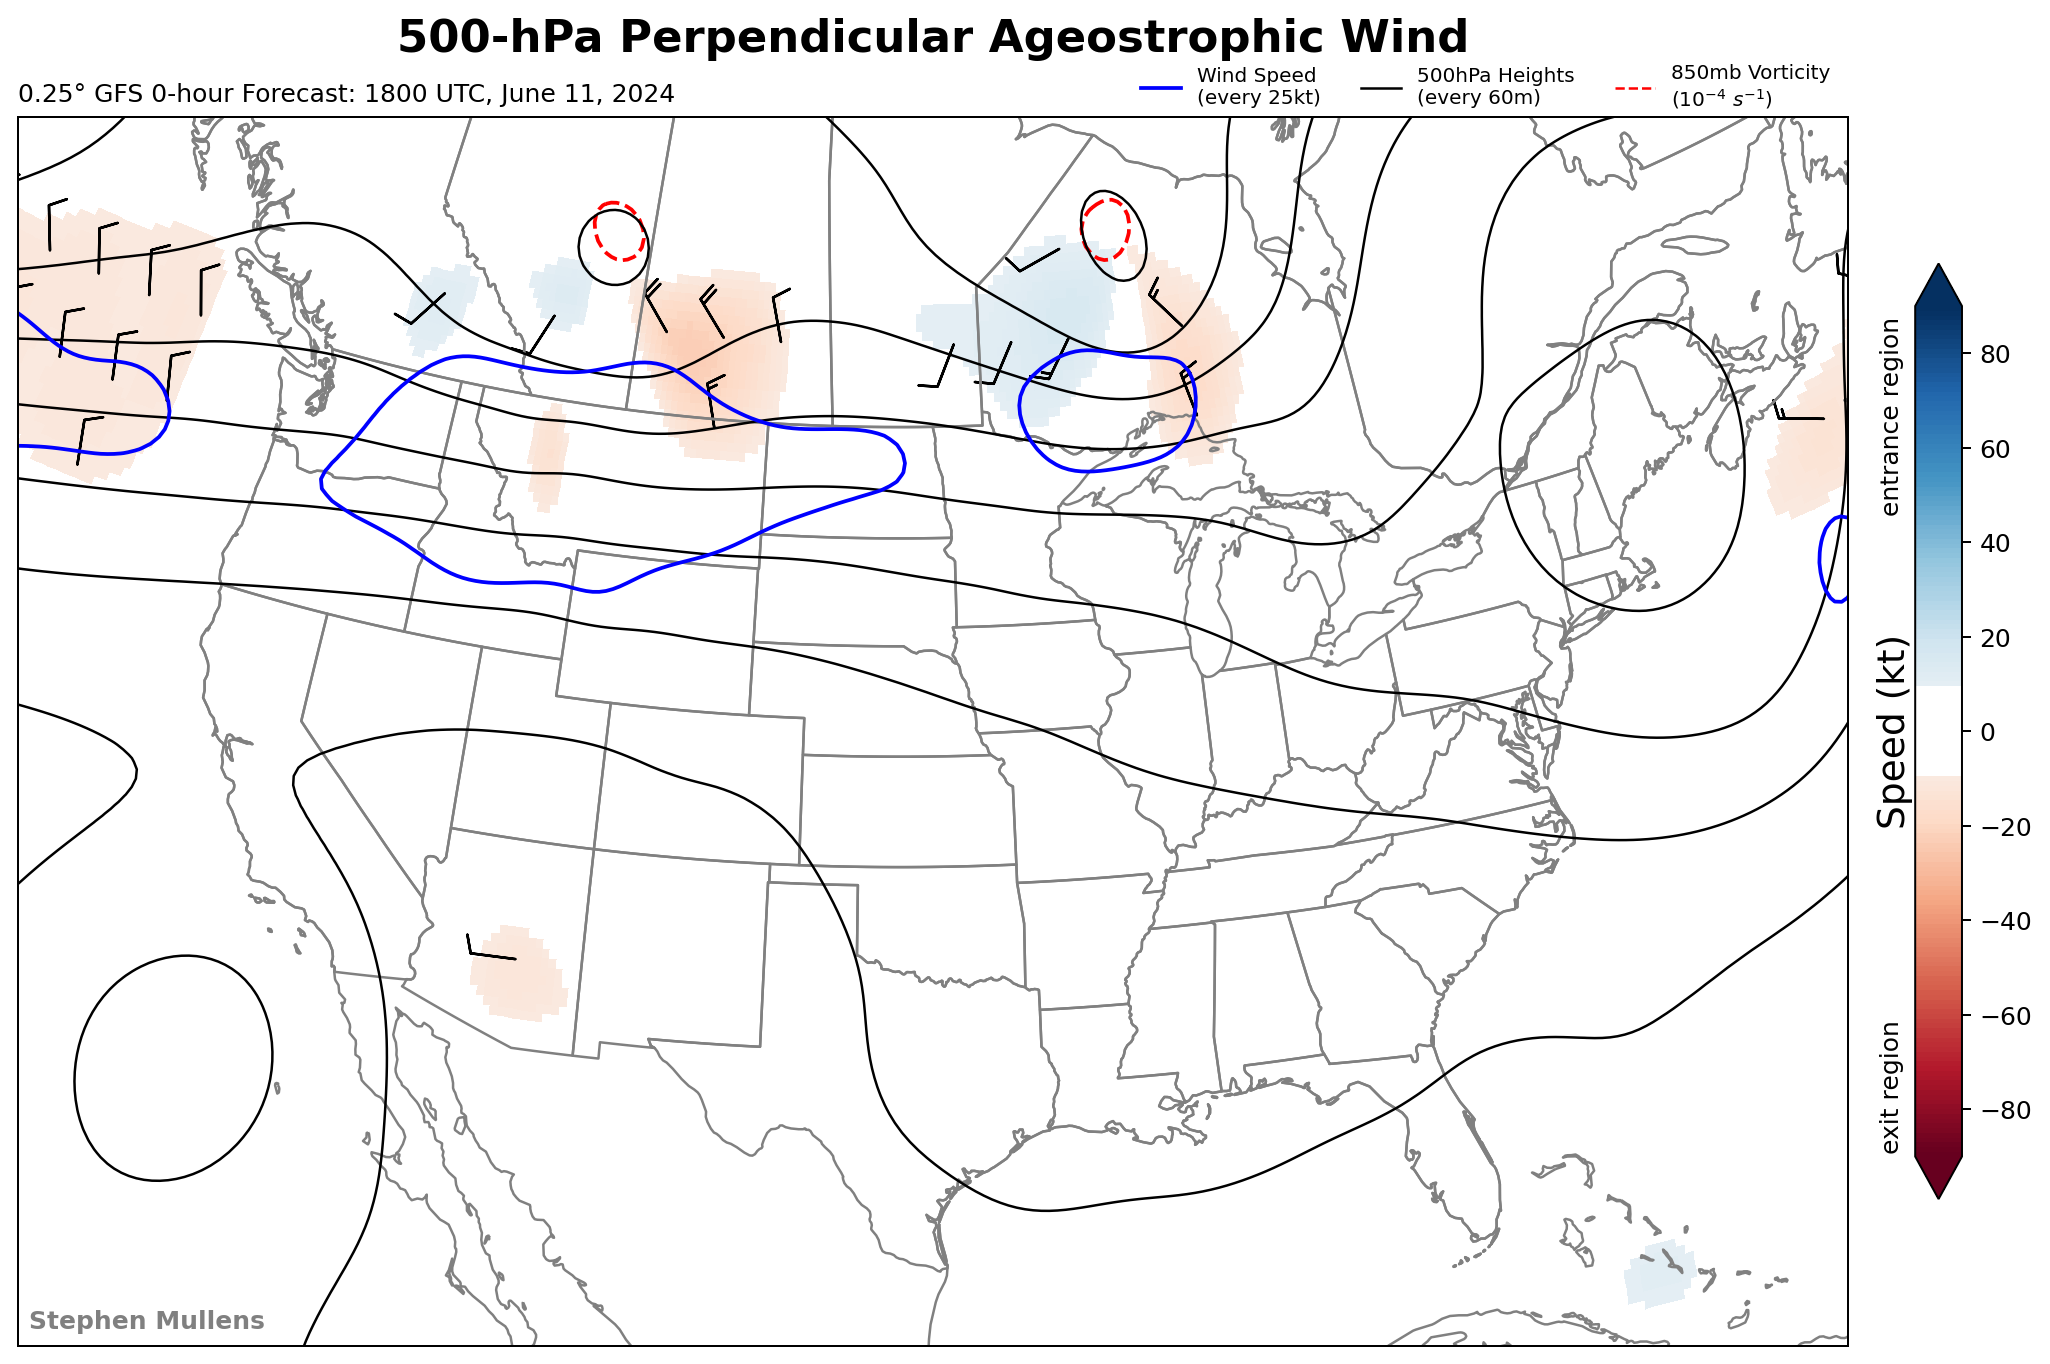 500-hPa Perpendicular Ageostrophic Wind
0.25° GFS 0-hour Forecast: 1800 UTC, June 11, 2024
Wind Speed
(every 25kt)
500hPa Heights
(every 60m)
850mb Vorticity
(10⁻⁴ s⁻¹)
entrance region
Speed (kt)
exit region
80
60
40
20
0
−20
−40
−60
−80
Stephen Mullens